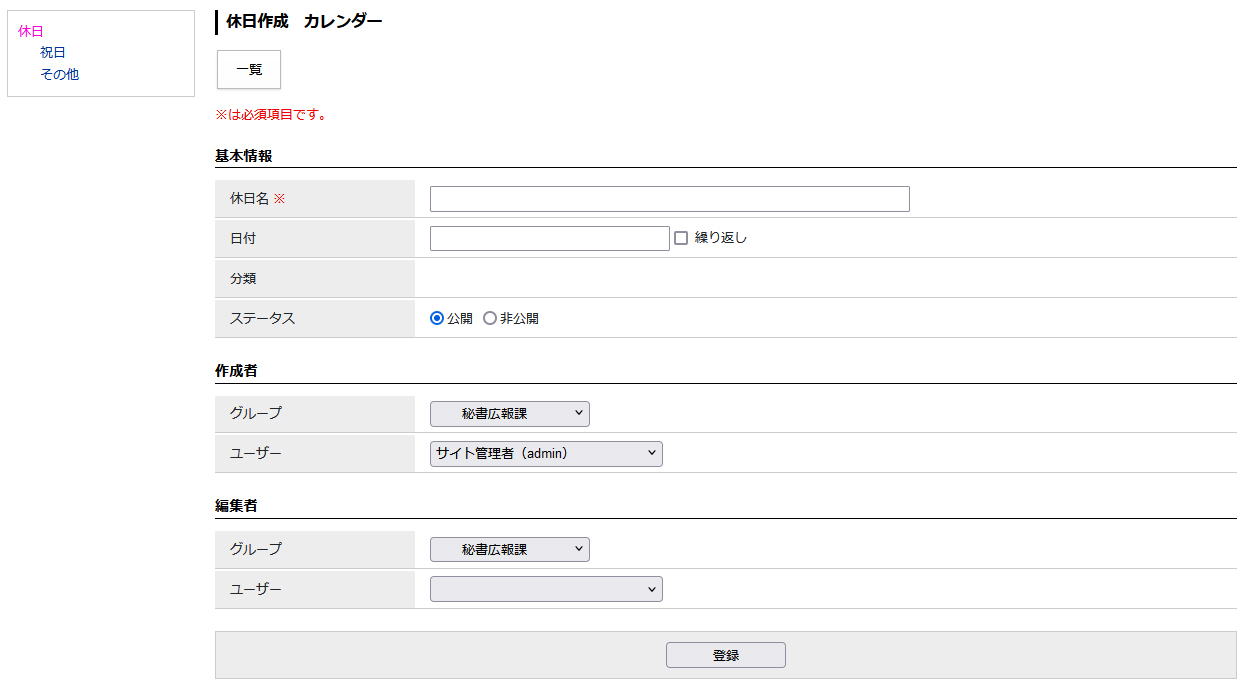 休日
祝日
その他
休日作成　カレンダー
一覧
※は必須項目です。
基本情報
休日名 ※
日付
繰り返し
分類
ステータス
公開 非公開
作成者
グループ
秘書広報課
ユーザー
サイト管理者（admin）
編集者
グループ
秘書広報課
ユーザー
登録